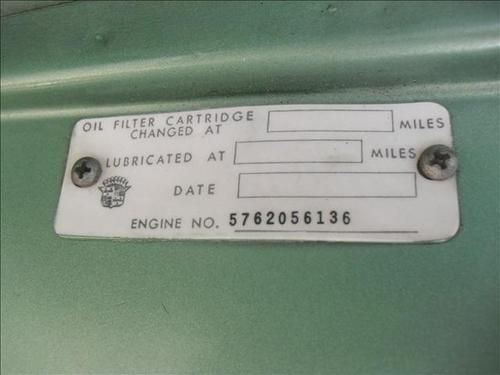 OIL FILTER CARTRIDGE
CHANGED AT MILES
LUBRICATED AT MILES
DATE
ENGINE NO. 5762056136